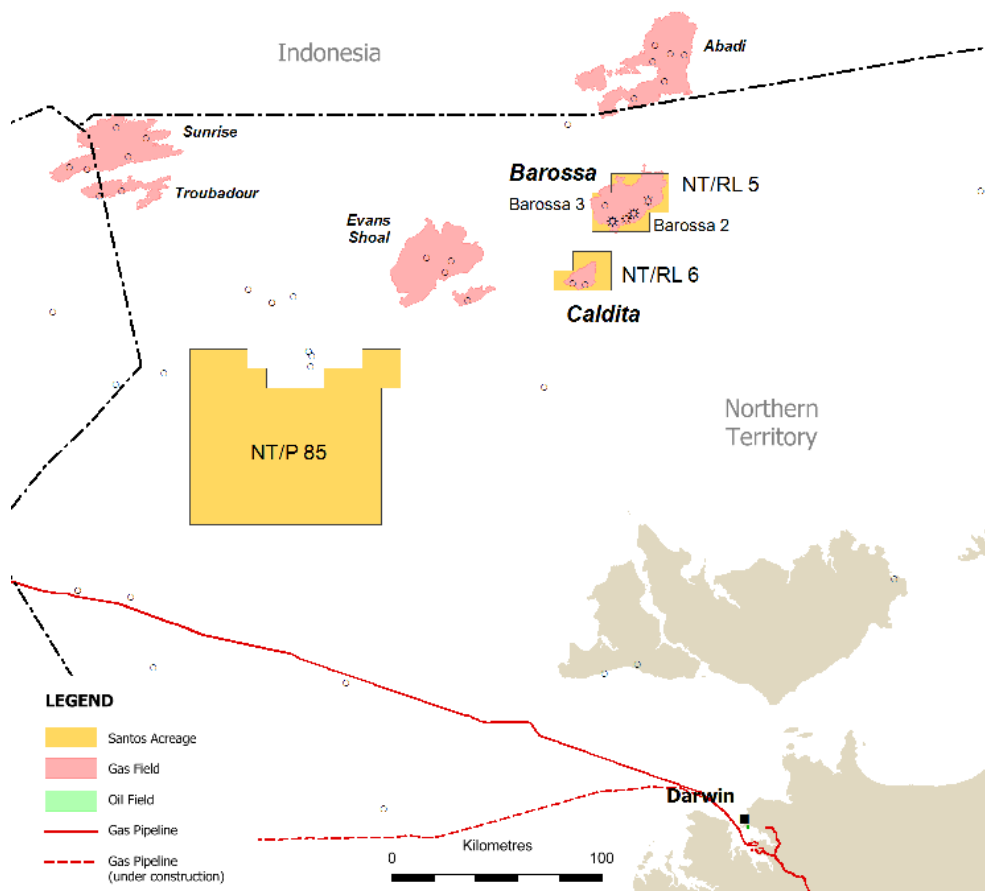 Indonesia
Abadi
Sunrise
Troubadour
Barossa
NT/RL 5
Barossa 3
Barossa 2
Evans
Shoal
NT/RL 6
Caldita
Northern
Territory
NT/P 85
LEGEND
Santos Acreage
Gas Field
Oil Field
Gas Pipeline
Gas Pipeline
(under construction)
Darwin
Kilometres
0
100